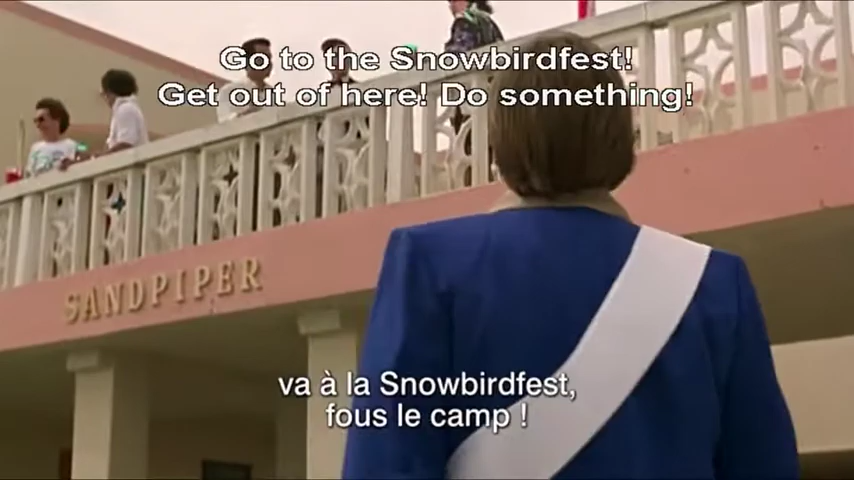 Go to the Snowbirdfest!
Get out of here! Do something!
SANDPIPER
va à la Snowbirdfest,
fous le camp !